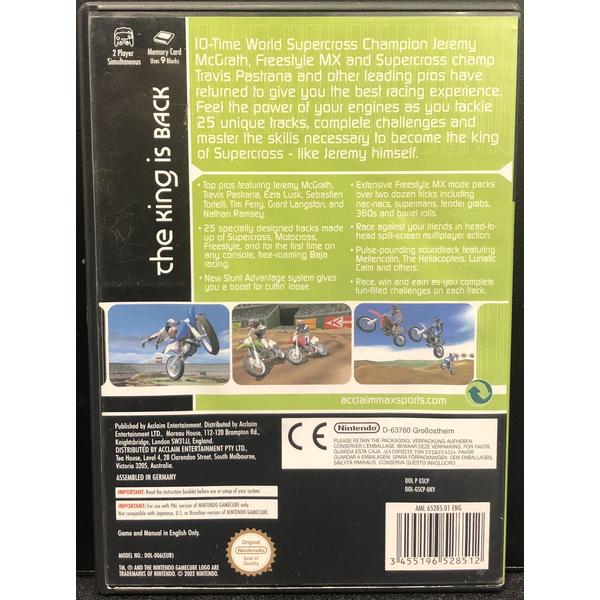 2 Player
Simultaneous
Memory Card
Uses 9 Blocks
the King is BACK
10-Time World Supercross Champion Jeremy
McGrath, Freestyle MX and Supercross champ
Travis Pastrana and other leading pros have
returned to give you the best racing experience.
Feel the power of your engines as you tackle
25 unique tracks, complete challenges and
master the skills necessary to become the king
of Supercross - like Jeremy himself.
• Top pros featuring Jeremy McGrath,
Travis Pastrana, Ezra Lusk, Sebastien
Tortelli, Tim Ferry, Grant Langston, and
Nathan Ramsey.
• 25 specially designed tracks made
up of Supercross, Motocross,
Freestyle, and for the first time on
any console, free-roaming Baja
racing.
• New Stunt Advantage system gives
you a boost for cuttin' loose.
• Extensive Freestyle MX mode packs
over two dozen tricks including
nac-nacs, supermans, fender grabs,
360s and barrel rolls.
• Race against your friends in head-to-
head split-screen multiplayer action.
• Pulse-pounding soundtrack featuring
Mellencolin, The Hellacopters, Lunatic
Calm and others.
• Race, win and earn as you complete
fun-filled challenges on each track.
acclaimmaxsports.com
Published by Acclaim Entertainment. Distributed by Acclaim
Entertainment LTD., Moreau House, 112-120 Brompton Rd.,
Knightsbridge, London SW31JJ, England.
DISTRIBUTED BY ACCLAIM ENTERTAINMENT PTY LTD.,
Tea House, Level 4, 28 Clarendon Street, South Melbourne,
Victoria 3205, Australia.
ASSEMBLED IN GERMANY
IMPORTANT: Read the instruction booklet before use or setup of your system.
IMPORTANT: For use with PAL version of NINTENDO GAMECUBE only.
Not compatible with Japanese, U.S. or Brazilian version of NINTENDO GAMECUBE.
Game and Manual in English Only.
MODEL NO.: DOL-006(EUR)
TM, ® AND THE NINTENDO GAMECUBE LOGO ARE
TRADEMARKS OF NINTENDO. © 2002 NINTENDO.
Original
Nintendo
Seal of
Quality
CE
Nintendo D-63760 Großostheim
PLEASE RETAIN THE PACKAGING. VERPACKUNG AUFHEBEN.
CONSERVER L'EMBALLAGE. BEWAAR DEZE VERPAKKING. POR FAVOR,
GUARDA ESTA CAJA. ΔΙΑΤΗΡΗΣΤΕ ΤΗΝ ΣΥΣΚΕΥΑΣΙΑ. POR FAVOR
GUARDAR A EMBALAGEM. SPARA FÖRPACKNINGEN. GEM EMBALLAGEN.
SÄILYTÄ PAKKAUS. CONSERVATE QUESTO INVOLUCRO.
DOL P GSCP
DOL-GSCP-UKV
AML 65285.01 ENG
3 455196 528512